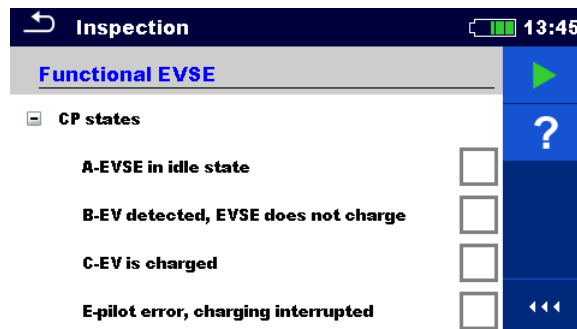 Inspection 13:45
Functional EVSE
CP states
?
A-EVSE in idle state
B-EV detected, EVSE does not charge
C-EV is charged
E-pilot error, charging interrupted